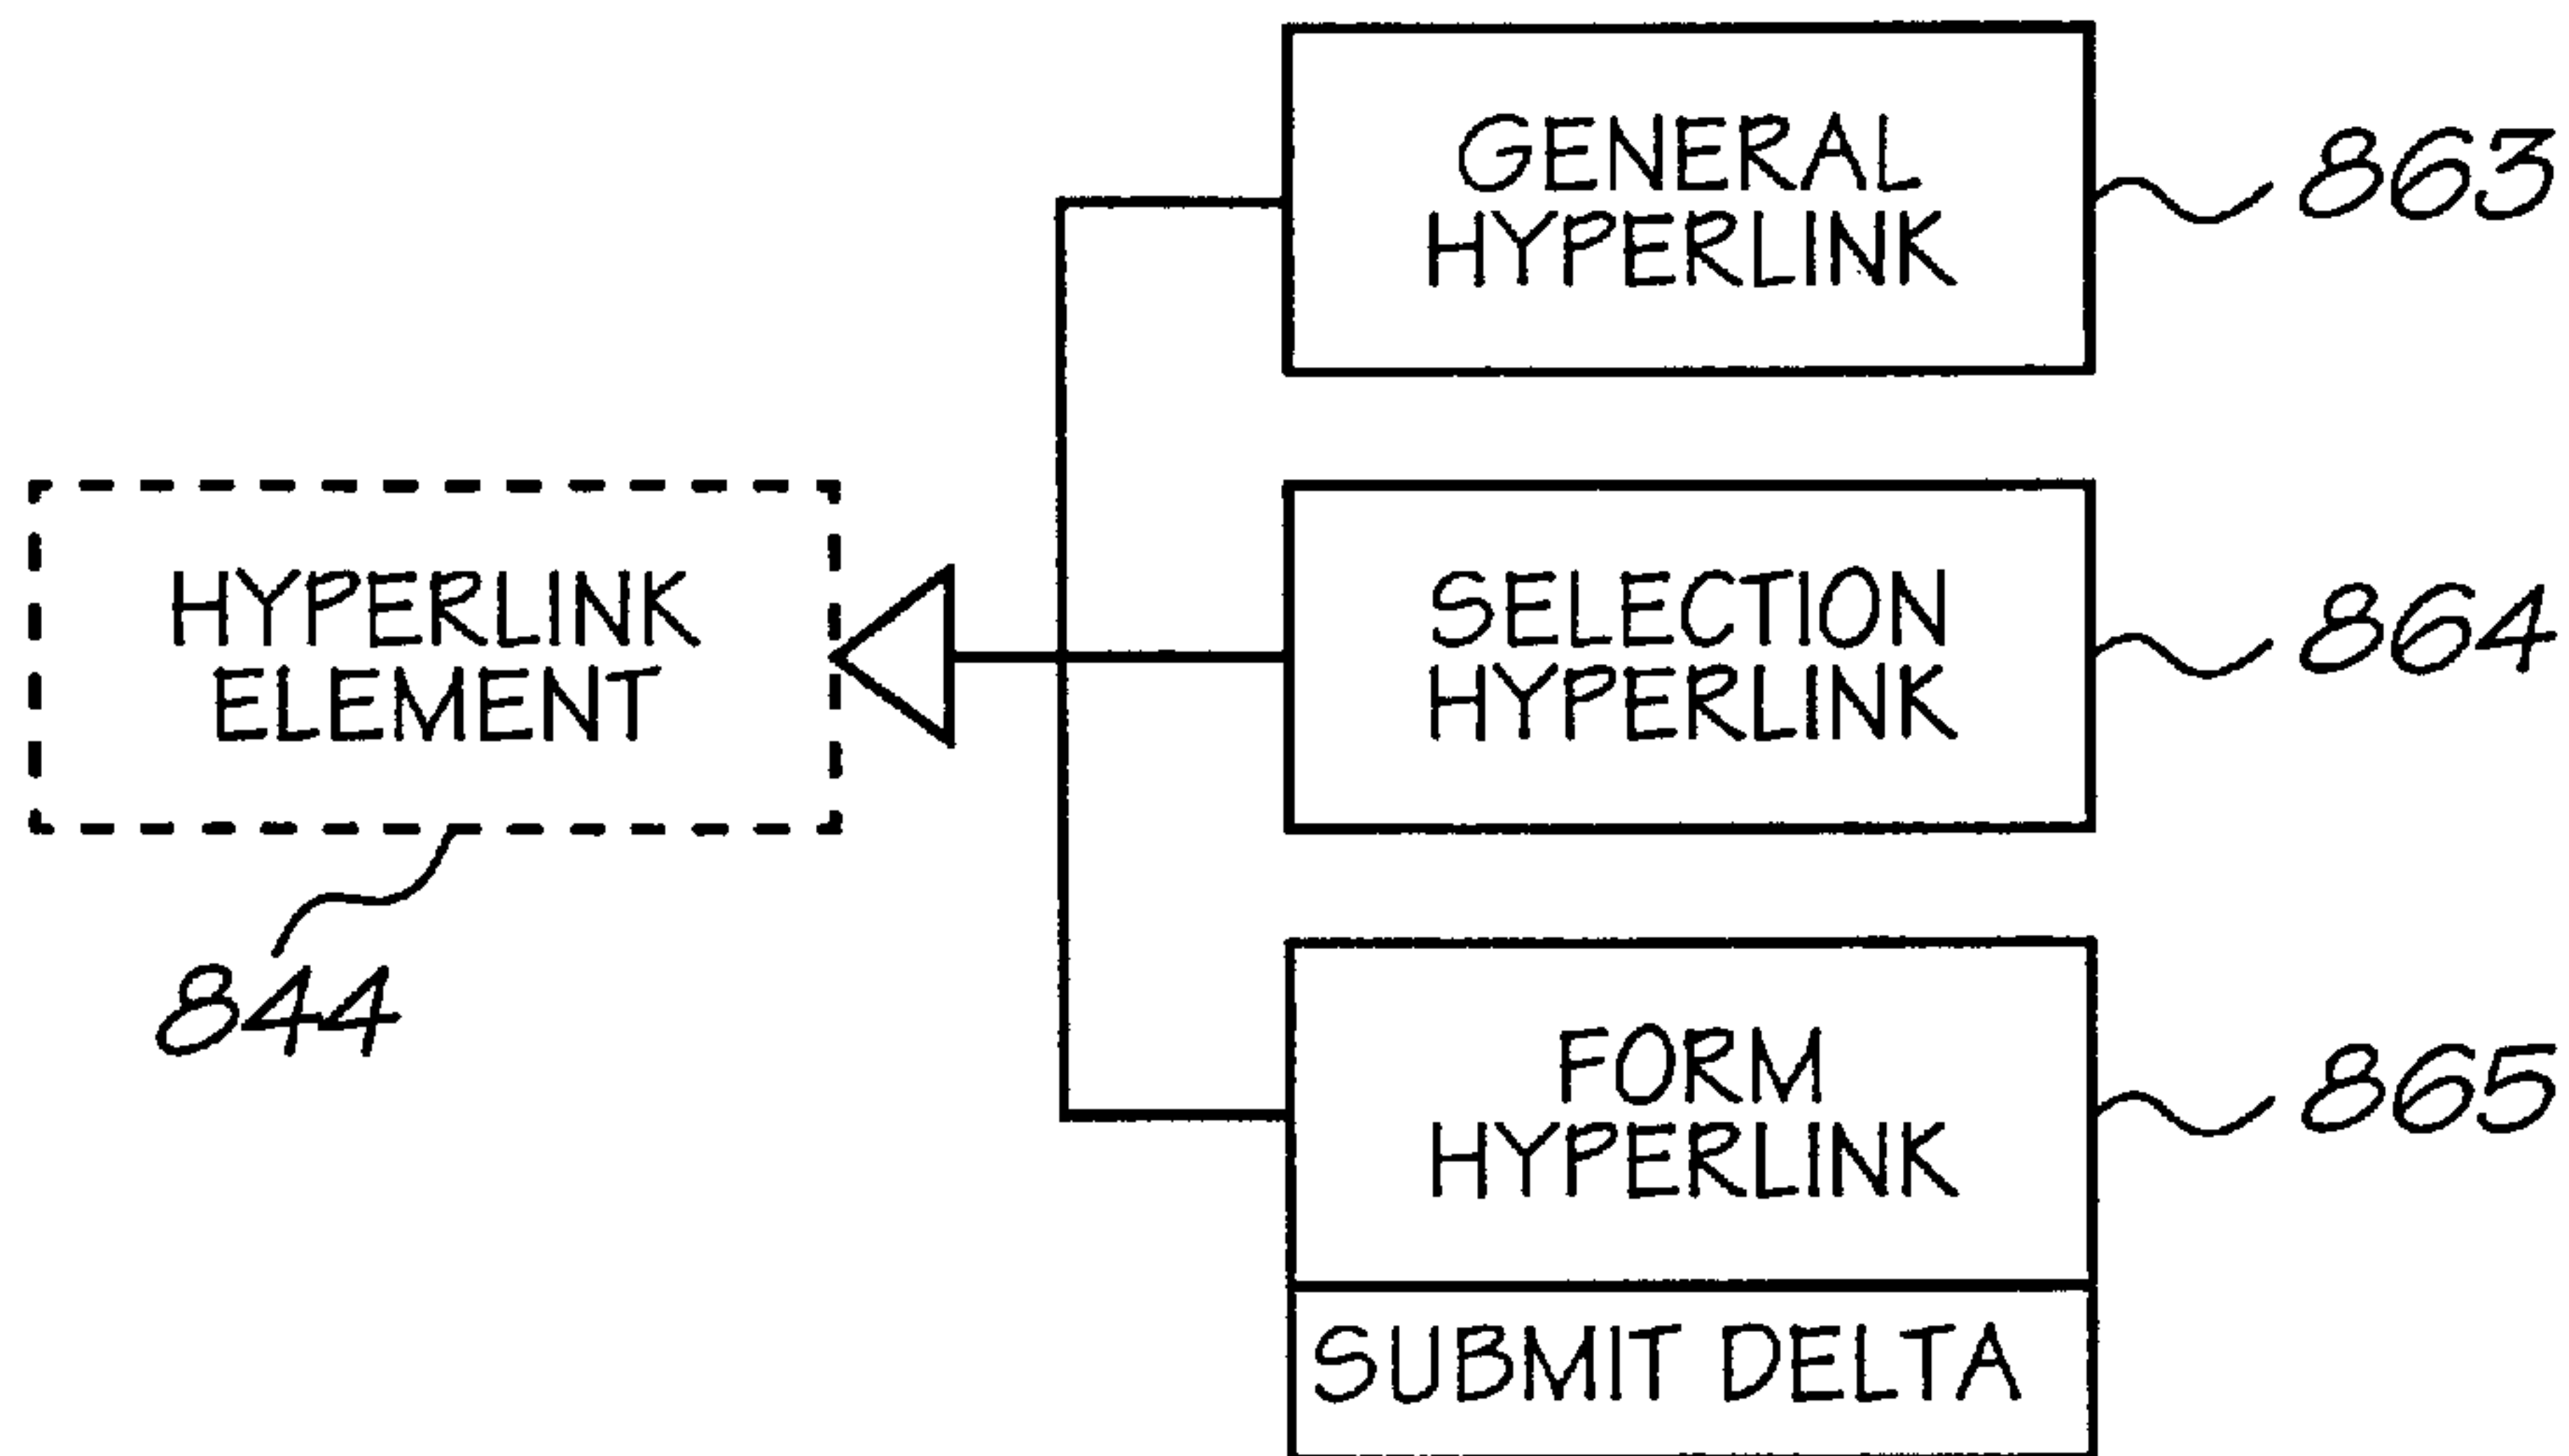 GENERAL
HYPERLINK
863
HYPERLINK
ELEMENT
844
SELECTION
HYPERLINK
864
FORM
HYPERLINK
865
SUBMIT DELTA